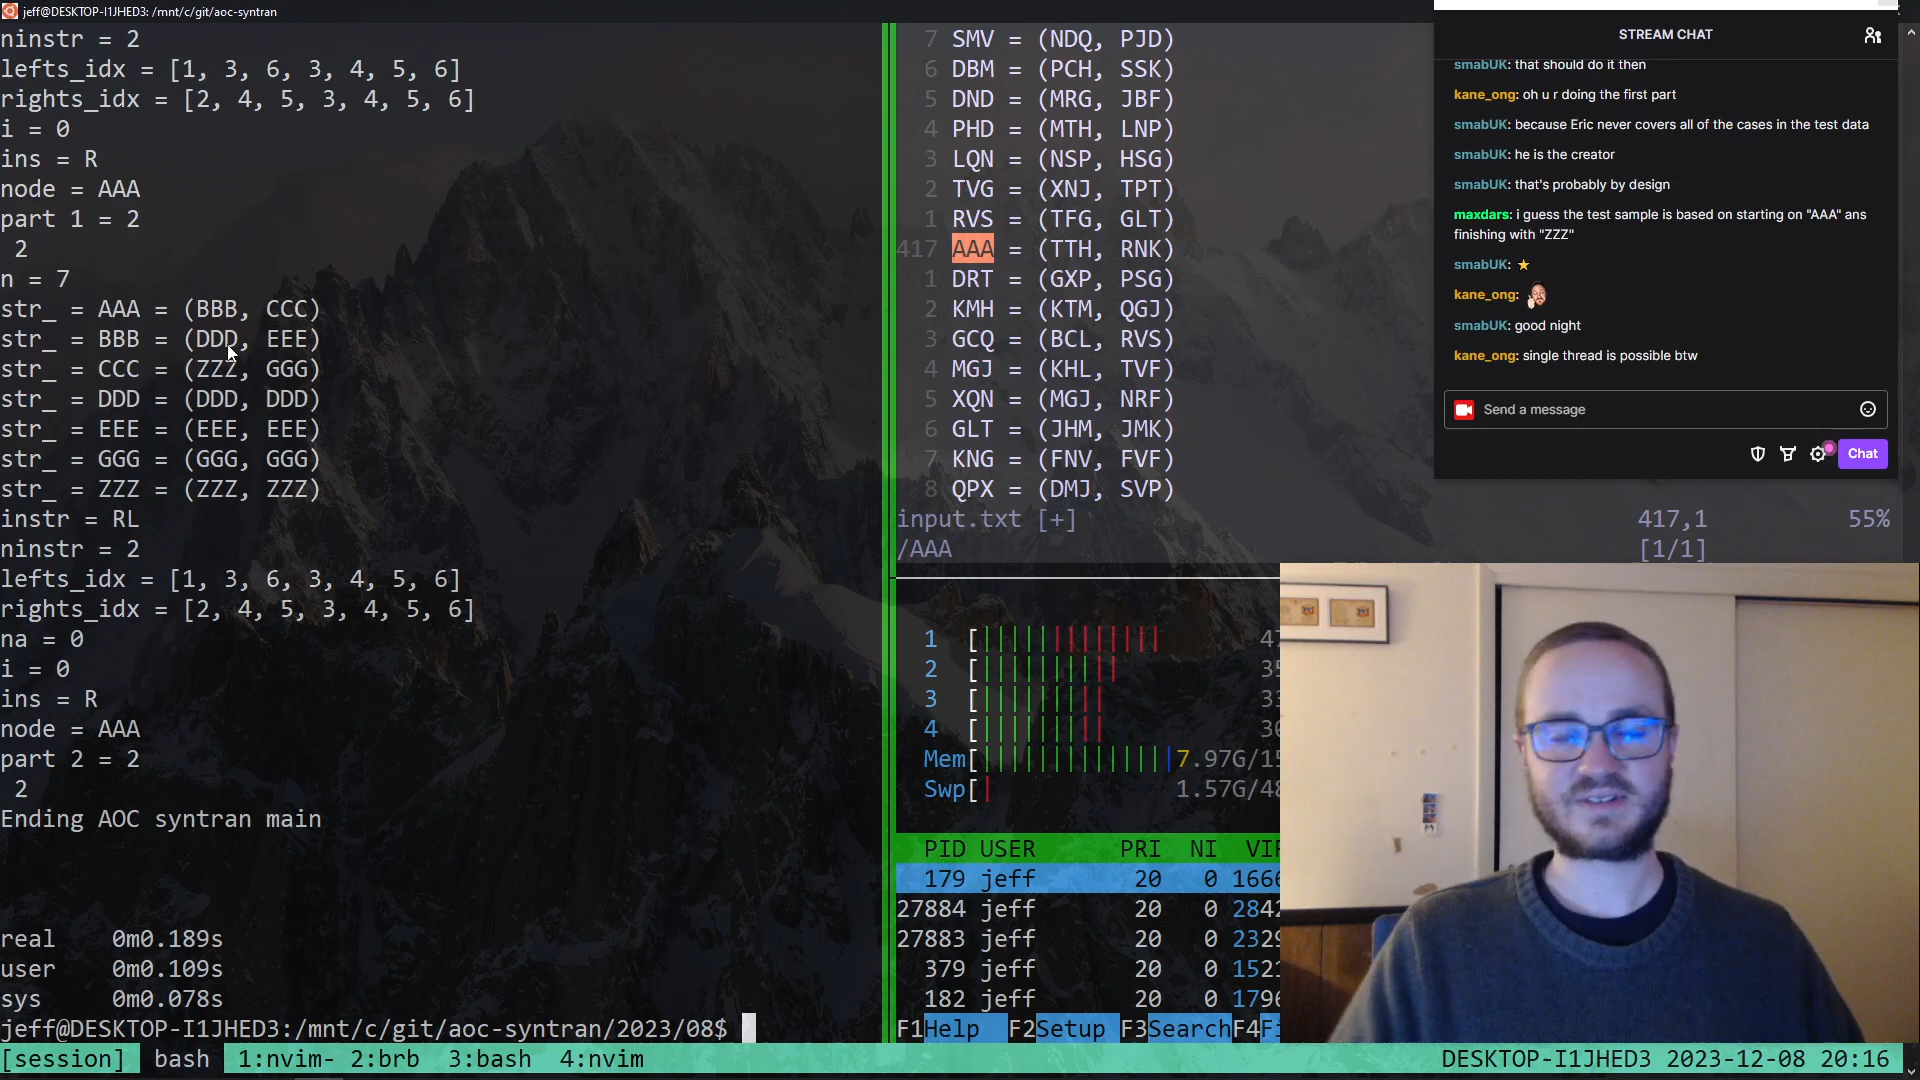 jeff@DESKTOP-I1JHED3: /mnt/c/git/aoc-syntran
ninstr = 2
lefts_idx = [1, 3, 6, 3, 4, 5, 6]
rights_idx = [2, 4, 5, 3, 4, 5, 6]
i = 0
ins = R
node = AAA
part 1 = 2
2
n = 7
str_ = AAA = (BBB, CCC)
str_ = BBB = (DDD, EEE)
str_ = CCC = (ZZZ, GGG)
str_ = DDD = (DDD, DDD)
str_ = EEE = (EEE, EEE)
str_ = GGG = (GGG, GGG)
str_ = ZZZ = (ZZZ, ZZZ)
instr = RL
ninstr = 2
lefts_idx = [1, 3, 6, 3, 4, 5, 6]
rights_idx = [2, 4, 5, 3, 4, 5, 6]
na = 0
i = 0
ins = R
node = AAA
part 2 = 2
2
Ending AOC syntran main
real 0m0.189s
user 0m0.109s
sys 0m0.078s
jeff@DESKTOP-I1JHED3:/mnt/c/git/aoc-syntran/2023/08$
7 SMV = (NDQ, PJD)
6 DBM = (PCH, SSK)
5 DND = (MRG, JBF)
4 PHD = (MTH, LNP)
3 LQN = (NSP, HSG)
2 TVG = (XNJ, TPT)
1 RVS = (TFG, GLT)
417 AAA = (TTH, RNK)
1 DRT = (GXP, PSG)
2 KMH = (KTM, QGJ)
3 GCQ = (BCL, RVS)
4 MGJ = (KHL, TVF)
5 XQN = (MGJ, NRF)
6 GLT = (JHM, JMK)
7 KNG = (FNV, FVF)
8 QPX = (DMJ, SVP)
input.txt [+] 417,1 55%
/AAA [1/1]
1 [||||||||||||| 47
2 [|||||||||| 35
3 [||||||||| 33
4 [||||||||| 30
Mem[||||||||||||||7.97G/15
Swp[| 1.57G/48
PID USER PRI NI VIR
179 jeff 20 0 1666
27884 jeff 20 0 2842
27883 jeff 20 0 2329
379 jeff 20 0 1521
182 jeff 20 0 1796
F1Help F2Setup F3SearchF4Fi
STREAM CHAT
smabUK: that should do it then
kane_ong: oh u r doing the first part
smabUK: because Eric never covers all of the cases in the test data
smabUK: he is the creator
smabUK: that's probably by design
maxdars: i guess the test sample is based on starting on "AAA" ans
finishing with "ZZZ"
smabUK: ⭐
kane_ong:
smabUK: good night
kane_ong: single thread is possible btw
Send a message
Chat
[session] bash 1:nvim- 2:brb 3:bash 4:nvim DESKTOP-I1JHED3 2023-12-08 20:16